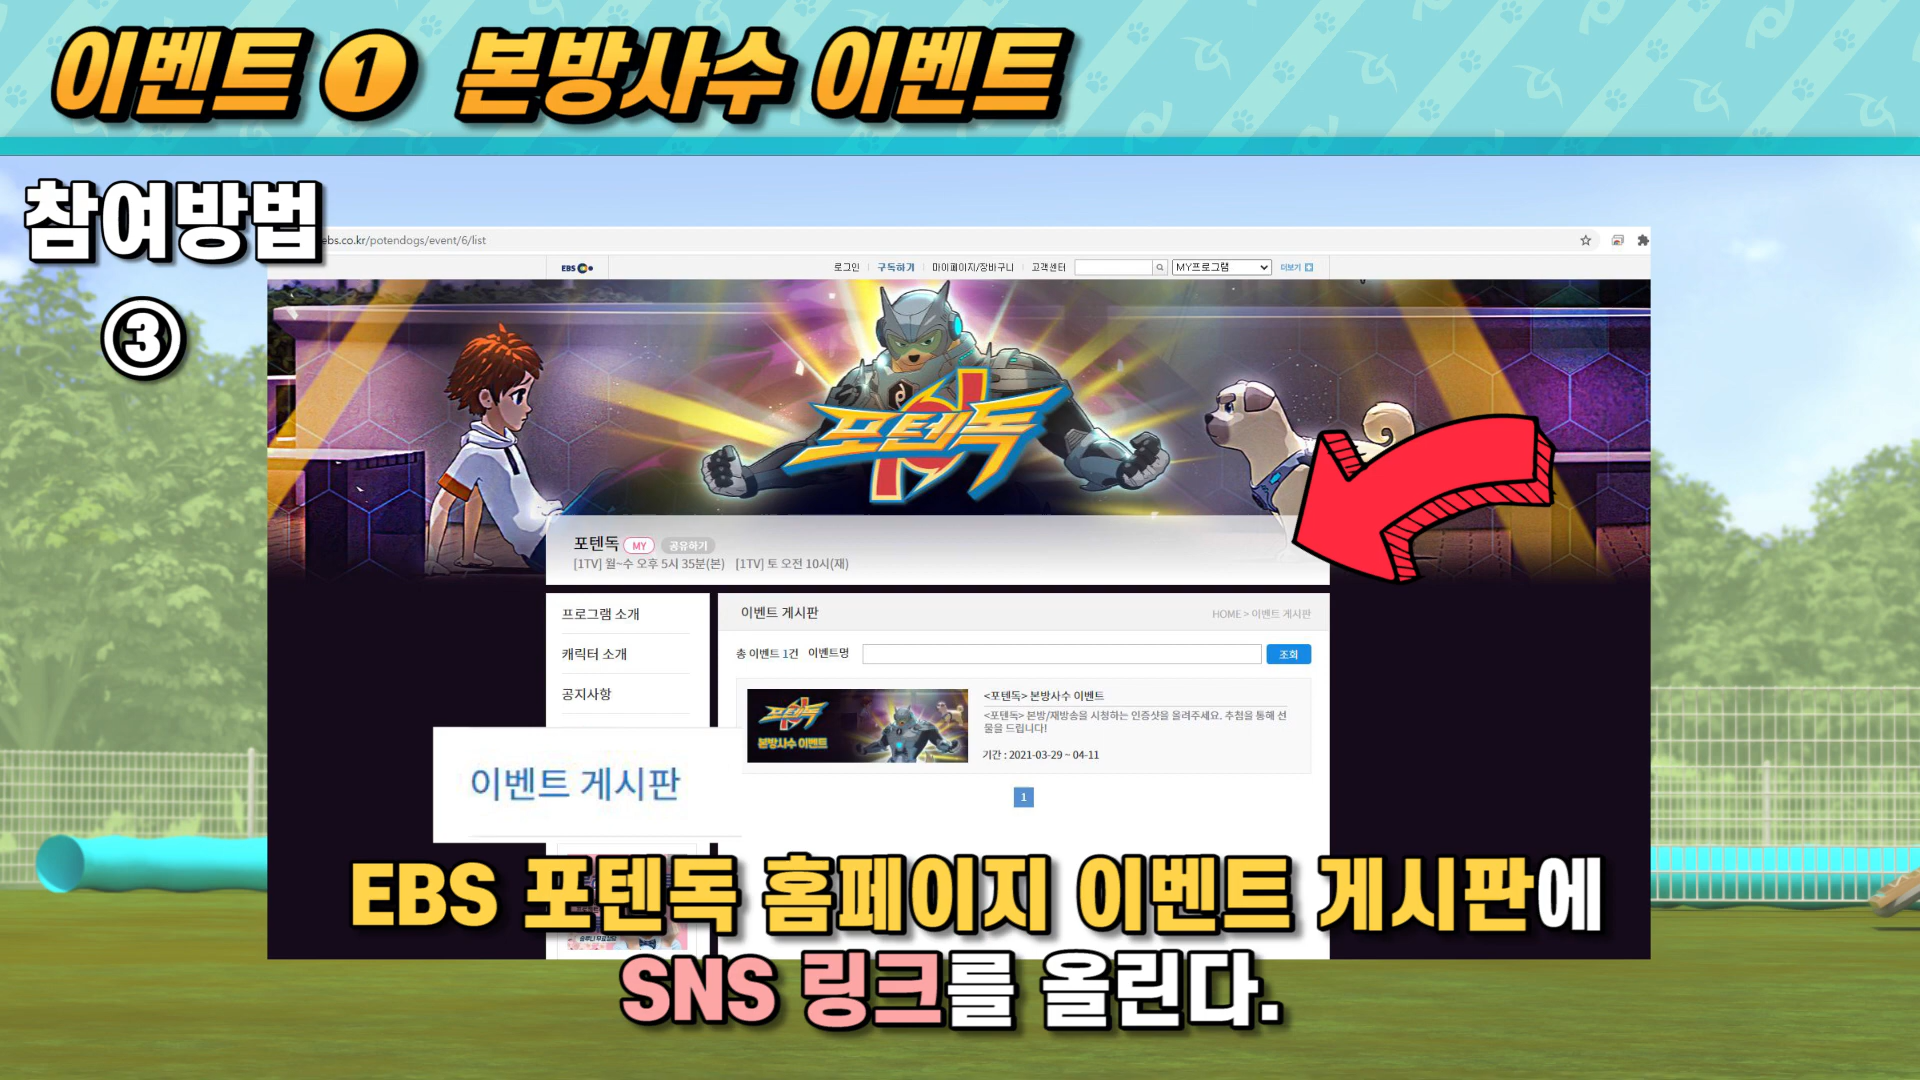 이벤트 ❶ 본방사수 이벤트
참여방법
③
ebs.co.kr/potendogs/event/6/list
EBS
로그인 구독하기 마이페이지/장바구니 고객센터 MY프로그램 더보기
포텐독
포텐독 MY 공유하기
[1TV] 월~수 오후 5시 35분(본) [1TV] 토 오전 10시(재)
프로그램 소개
캐릭터 소개
공지사항
이벤트 게시판
이벤트 게시판 HOME > 이벤트 게시판
총 이벤트 1건 이벤트명 조회
포텐독
본방사수 이벤트
<포텐독> 본방사수 이벤트
<포텐독> 본방/재방송을 시청하는 인증샷을 올려주세요. 추첨을 통해 선
물을 드립니다!
기간 : 2021-03-29 ~ 04-11
1
EBS 포텐독 홈페이지 이벤트 게시판에
SNS 링크를 올린다.